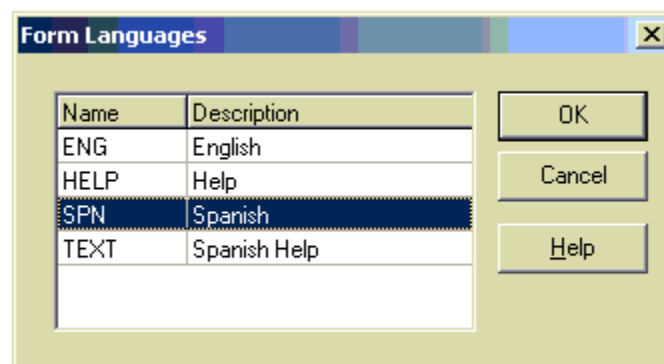 Form Languages
Name Description OK
ENG English
HELP Help Cancel
SPN Spanish
TEXT Spanish Help Help